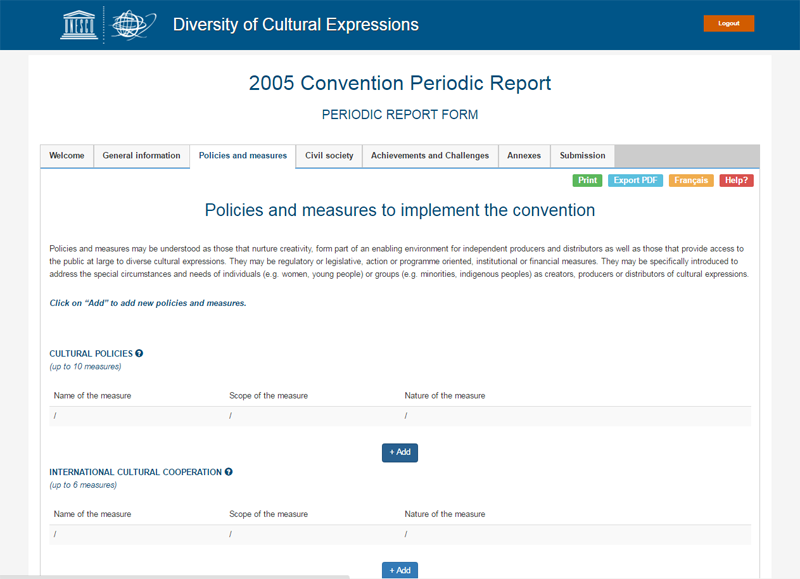 Diversity of Cultural Expressions
Logout
2005 Convention Periodic Report
PERIODIC REPORT FORM
Welcome General information Policies and measures Civil society Achievements and Challenges Annexes Submission
Print Export PDF Français Help?
Policies and measures to implement the convention
Policies and measures may be understood as those that nurture creativity, form part of an enabling environment for independent producers and distributors as well as those that provide access to
the public at large to diverse cultural expressions. They may be regulatory or legislative, action or programme oriented, institutional or financial measures. They may be specifically introduced to
address the special circumstances and needs of individuals (e.g. women, young people) or groups (e.g. minorities, indigenous peoples) as creators, producers or distributors of cultural expressions.
Click on “Add” to add new policies and measures.
CULTURAL POLICIES ?
(up to 10 measures)
Name of the measure Scope of the measure Nature of the measure
/ / /
+ Add
INTERNATIONAL CULTURAL COOPERATION ?
(up to 6 measures)
Name of the measure Scope of the measure Nature of the measure
/ / /
+ Add